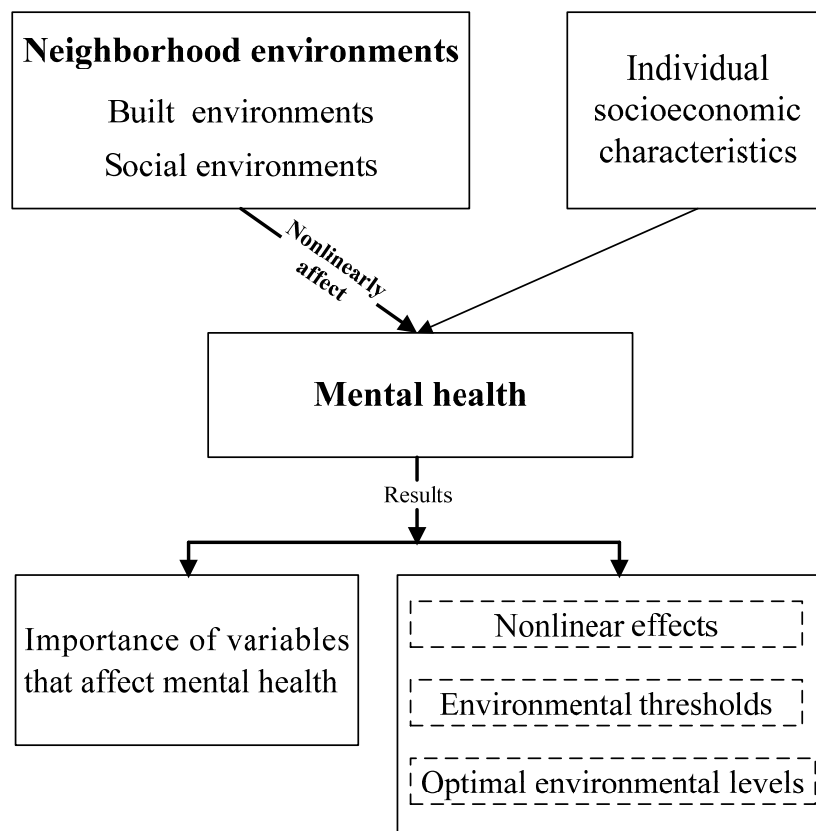 Neighborhood environments
Built environments
Social environments
Individual
socioeconomic
characteristics
Nonlinearly
affect
Mental health
Results
Importance of variables
that affect mental health
Nonlinear effects
Environmental thresholds
Optimal environmental levels